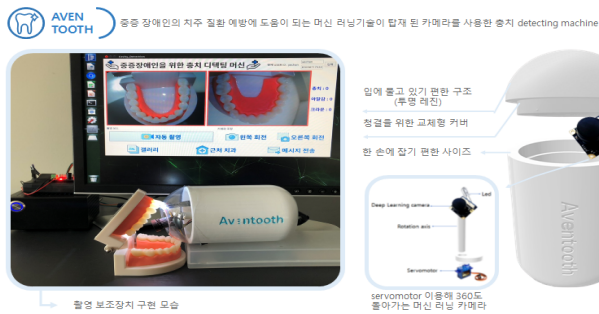 AVEN
TOOTH
중증 장애인의 치주 질환 예방에 도움이 되는 머신 러닝기술이 탑재 된 카메라를 사용한 충치 detecting machine
중증장애인을 위한 충치 디텍팅 머신
충치 : 0
자동 촬영
왼쪽 회전
오른쪽 회전
갤러리
근처 치과
메시지 전송
Aventooth
촬영 보조장치 구현 모습
입에 물고 있기 편한 구조
(투명 레진)
청결를 위한 교체형 커버
한 손에 잡기 편한 사이즈
Led
Deep Learning camera
Rotation axis
Servomotor
servomotor 이용해 360도
돌아가는 머신 러닝 카메라
Aventooth